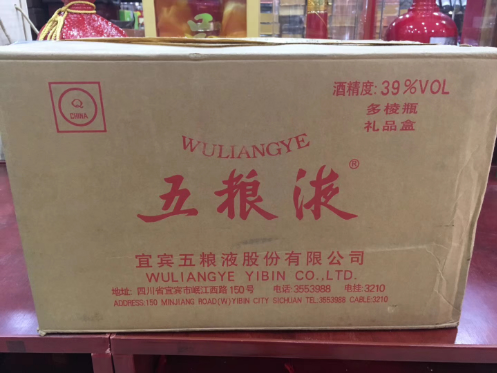 酒精度: 39%VOL
多棱瓶
礼品盒
Q
CHINA
WULIANGYE
五粮液®
宜宾五粮液股份有限公司
WULIANGYE YIBIN CO.,LTD.
地址: 四川省宜宾市岷江西路150号 电话:3553988 电挂:3210
ADDRESS:150 MINJIANG ROAD(W)YIBIN CITY SICHUAN TEL:3553988 CABLE:3210